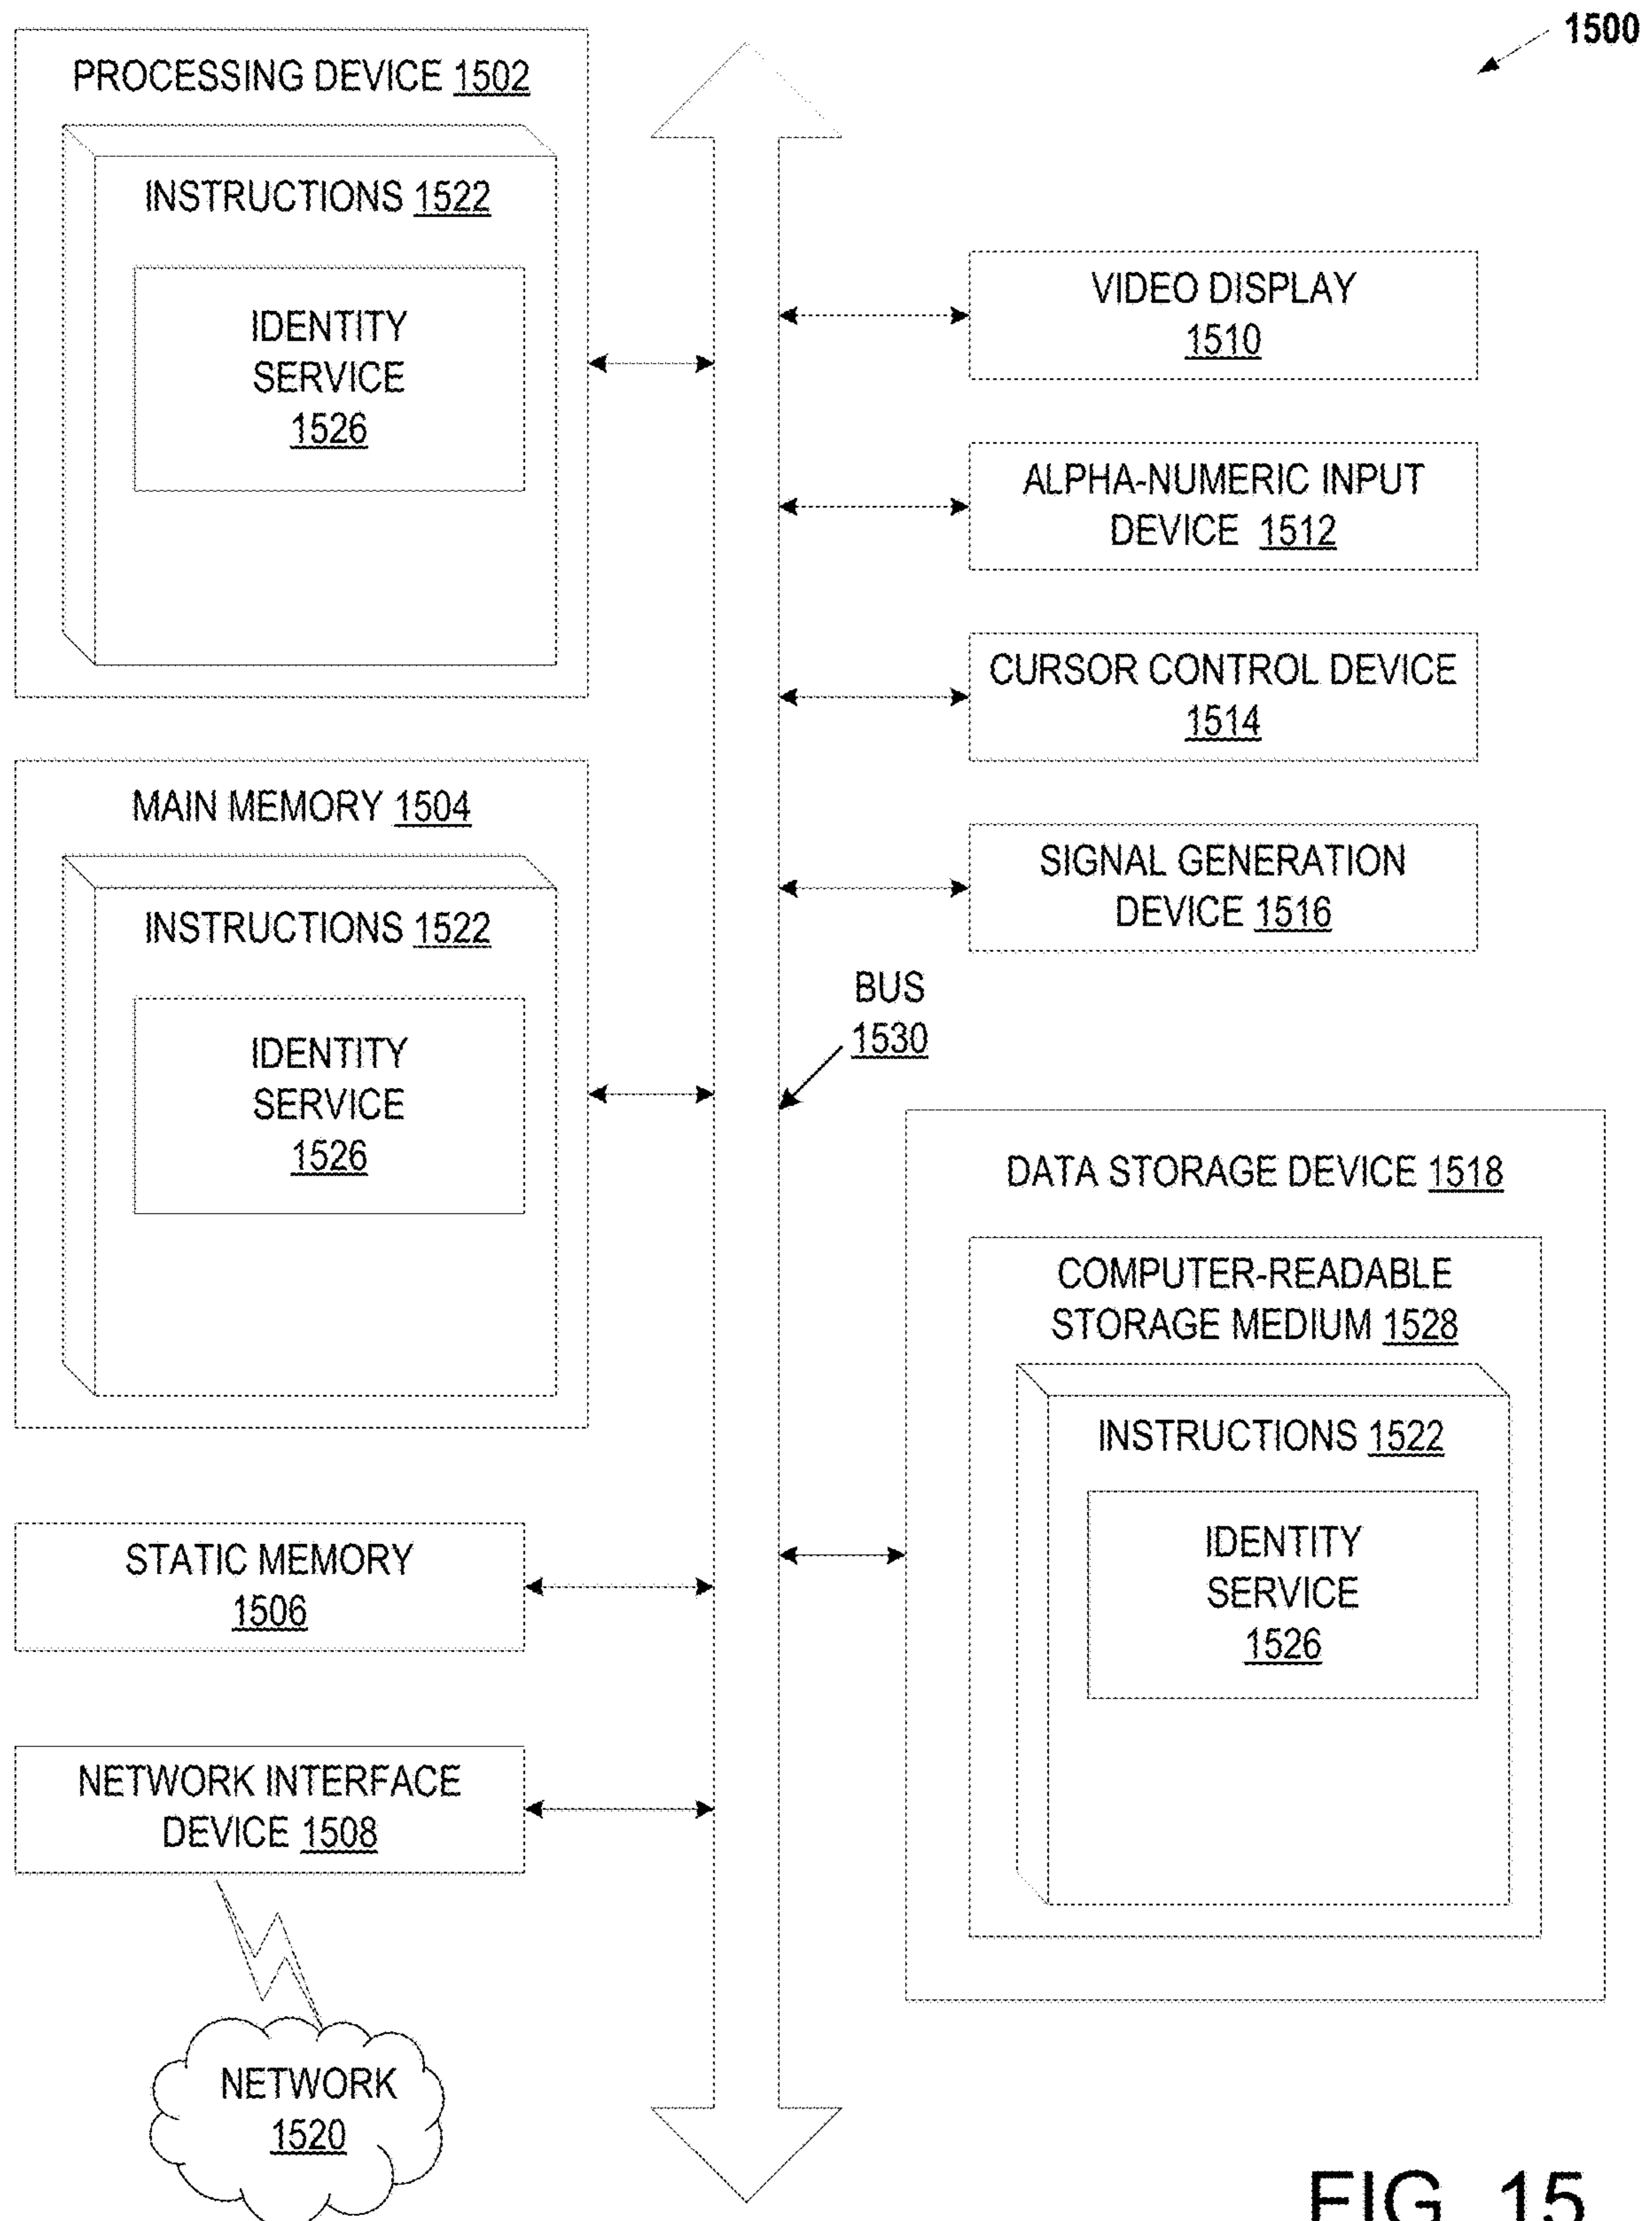 1500
PROCESSING DEVICE 1502
INSTRUCTIONS 1522
IDENTITY
SERVICE
1526
MAIN MEMORY 1504
INSTRUCTIONS 1522
IDENTITY
SERVICE
1526
STATIC MEMORY
1506
NETWORK INTERFACE
DEVICE 1508
NETWORK
1520
VIDEO DISPLAY
1510
ALPHA-NUMERIC INPUT
DEVICE 1512
CURSOR CONTROL DEVICE
1514
SIGNAL GENERATION
DEVICE 1516
BUS
1530
DATA STORAGE DEVICE 1518
COMPUTER-READABLE
STORAGE MEDIUM 1528
INSTRUCTIONS 1522
IDENTITY
SERVICE
1526
FIG. 15